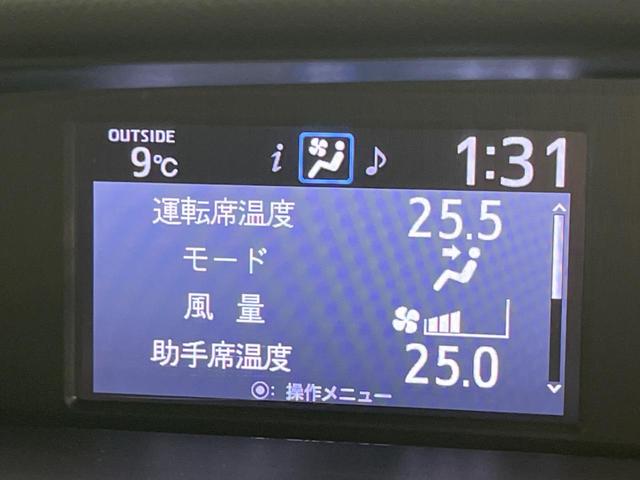 OUTSIDE
9℃ i ♪ 1:31
運転席温度 25.5
モード
風 量
助手席温度 25.0
◉: 操作メニュー